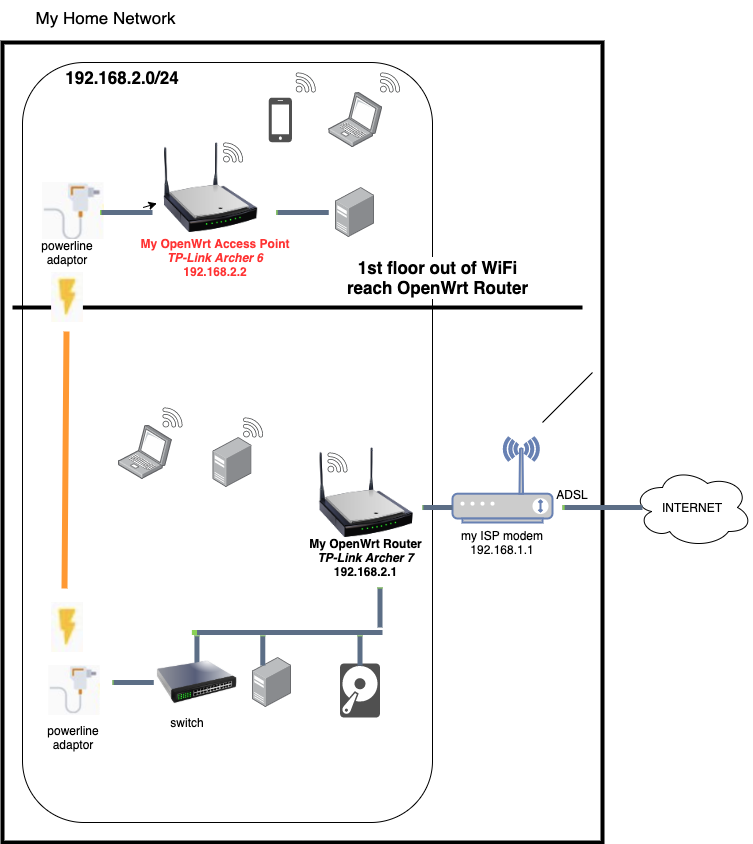 My Home Network
192.168.2.0/24
powerline
adaptor
My OpenWrt Access Point
TP-Link Archer 6
192.168.2.2
1st floor out of WiFi
reach OpenWrt Router
ADSL
INTERNET
my ISP modem
192.168.1.1
My OpenWrt Router
TP-Link Archer 7
192.168.2.1
switch
powerline
adaptor